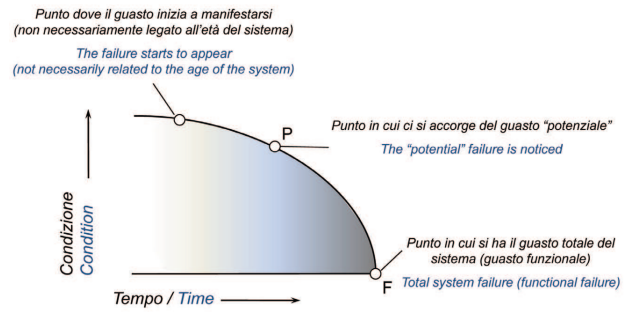 Punto dove il guasto inizia a manifestarsi
(non necessariamente legato all'età del sistema)
The failure starts to appear
(not necessarily related to the age of the system)
P
Punto in cui ci si accorge del guasto “potenziale”
The “potential” failure is noticed
Condizione
Condition
Punto in cui si ha il guasto totale del
sistema (guasto funzionale)
Total system failure (functional failure)
F
Tempo / Time